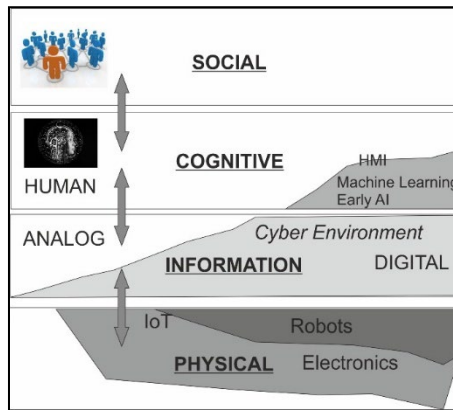 SOCIAL
COGNITIVE
HMI
HUMAN
Machine Learning
Early AI
ANALOG
Cyber Environment
INFORMATION
DIGITAL
IoT
Robots
PHYSICAL
Electronics